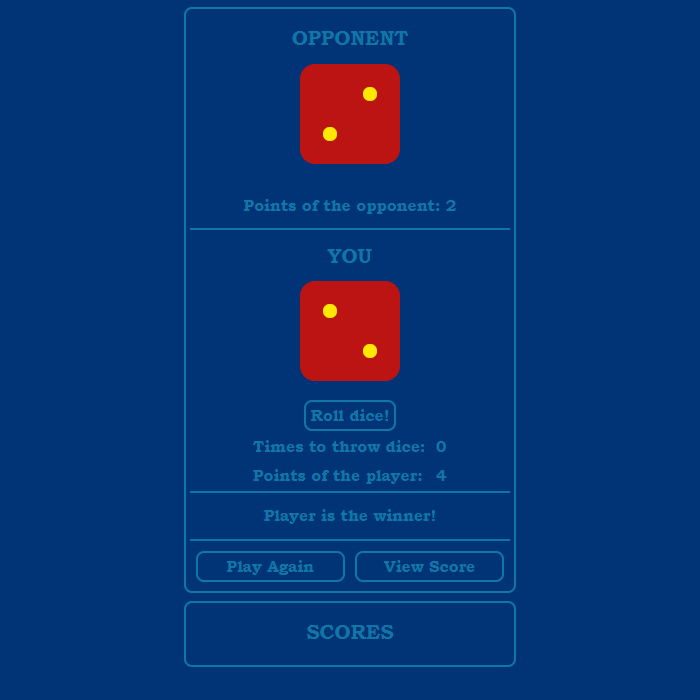 OPPONENT
Points of the opponent: 2
YOU
Roll dice!
Times to throw dice: 0
Points of the player: 4
Player is the winner!
Play Again View Score
SCORES